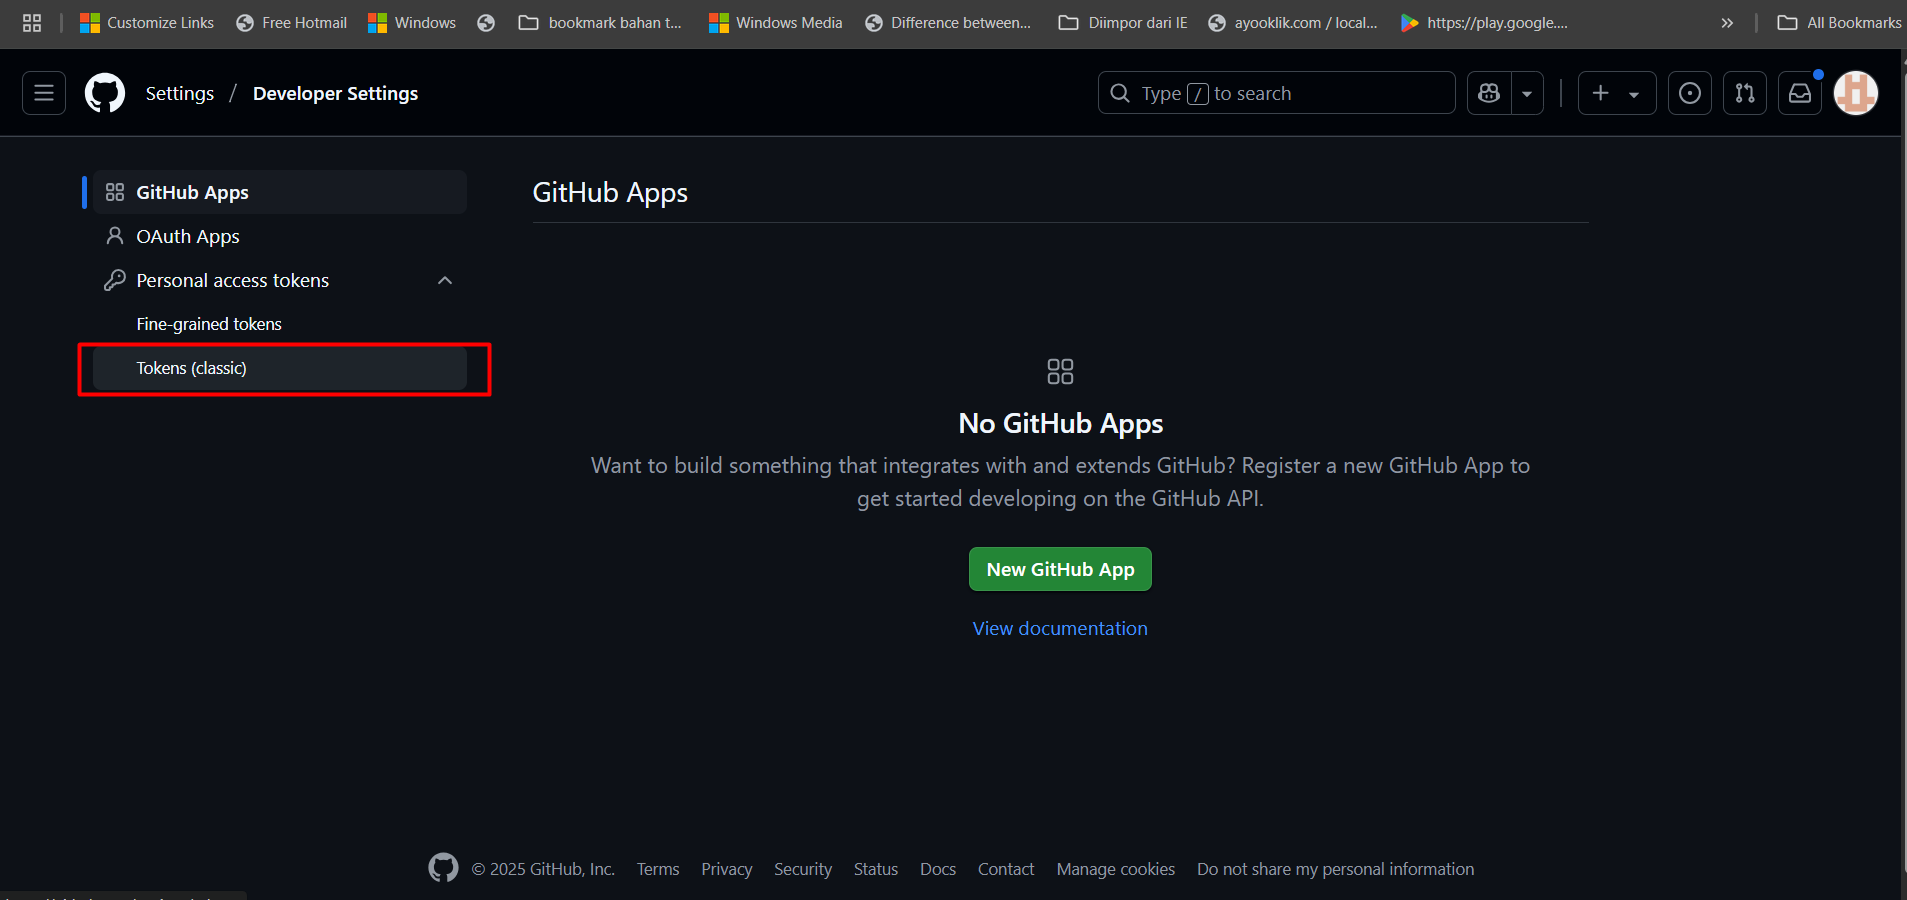 Customize Links Free Hotmail Windows bookmark bahan t... Windows Media Difference between... Diimpor dari IE ayooklik.com / local... https://play.google.... » All Bookmarks
Settings / Developer Settings Type / to search
GitHub Apps
OAuth Apps
Personal access tokens
Fine-grained tokens
Tokens (classic)
GitHub Apps
No GitHub Apps
Want to build something that integrates with and extends GitHub? Register a new GitHub App to
get started developing on the GitHub API.
New GitHub App
View documentation
© 2025 GitHub, Inc. Terms Privacy Security Status Docs Contact Manage cookies Do not share my personal information